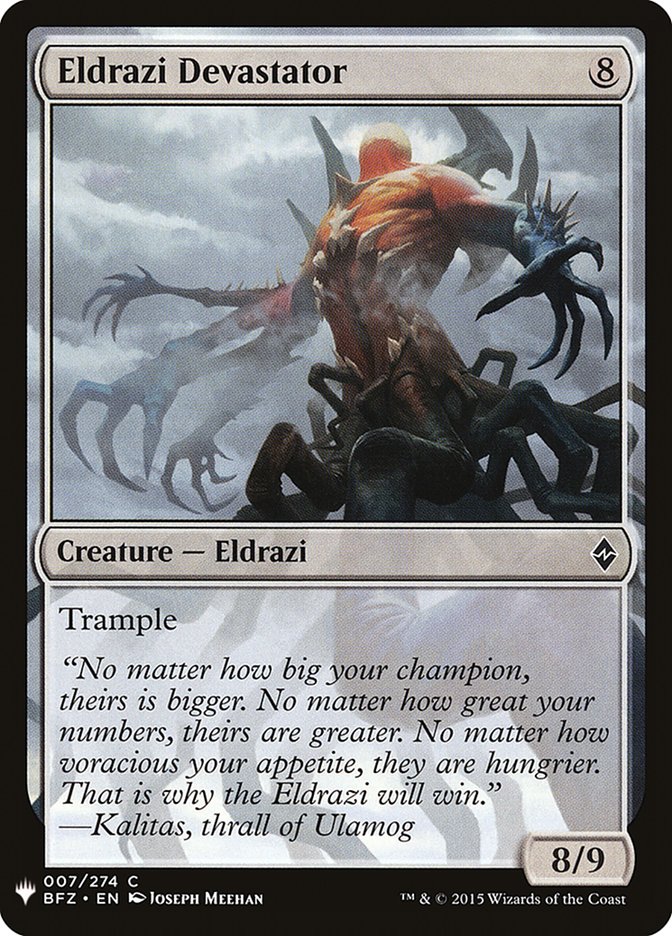 Eldrazi Devastator 8
Creature — Eldrazi
Trample
“No matter how big your champion,
theirs is bigger. No matter how great your
numbers, theirs are greater. No matter how
voracious your appetite, they are hungrier.
That is why the Eldrazi will win.”
—Kalitas, thrall of Ulamog
8/9
007/274 C
BFZ • EN Joseph Meehan
™ & © 2015 Wizards of the Coast